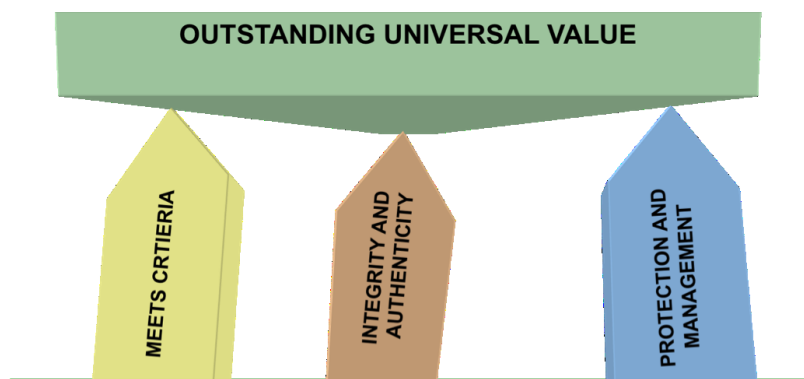 OUTSTANDING UNIVERSAL VALUE
MEETS CRTIERIA
INTEGRITY AND
AUTHENTICITY
PROTECTION AND
MANAGEMENT